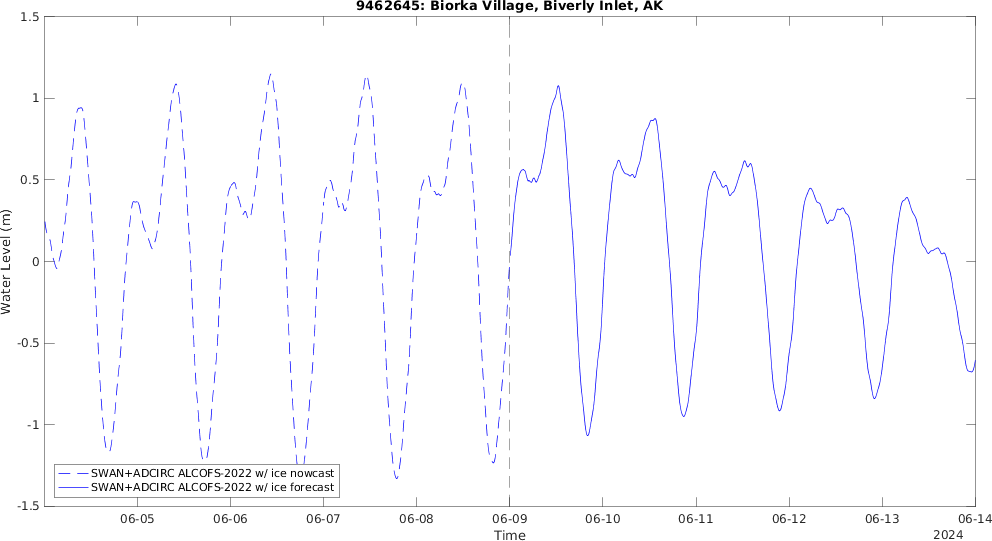 9462645: Biorka Village, Biverly Inlet, AK
1.5
1
0.5
0
-0.5
-1
-1.5
Water Level (m)
SWAN+ADCIRC ALCOFS-2022 w/ ice nowcast
SWAN+ADCIRC ALCOFS-2022 w/ ice forecast
06-05 06-06 06-07 06-08 06-09 06-10 06-11 06-12 06-13 06-14
Time
2024